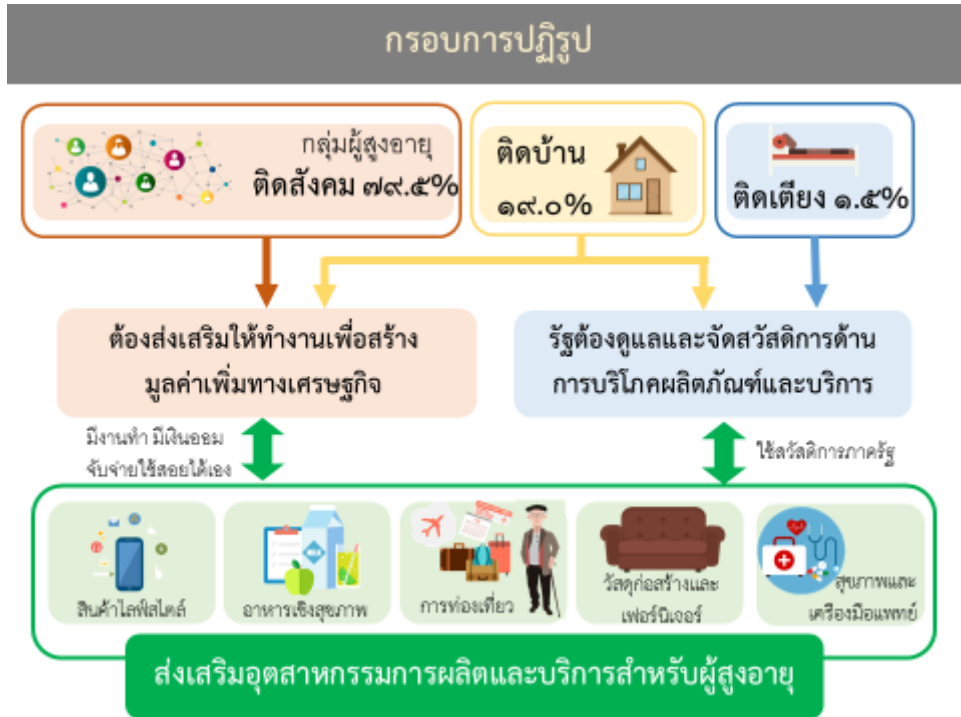 กรอบการปฏิรูป
กลุ่มผู้สูงอายุ
ติดสังคม ๗๙.๕%
ติดบ้าน
๑๙.๐%
ติดเตียง ๑.๕%
ต้องส่งเสริมให้ทำงานเพื่อสร้าง
มูลค่าเพิ่มทางเศรษฐกิจ
รัฐต้องดูแลและจัดสวัสดิการด้าน
การบริโภคผลิตภัณฑ์และบริการ
มีงานทำ มีเงินออม
จับจ่ายใช้สอยได้เอง
ใช้สวัสดิการภาครัฐ
สินค้าไลฟ์สไตล์
MILK
อาหารเชิงสุขภาพ
การท่องเที่ยว
วัสดุก่อสร้างและ
เฟอร์นิเจอร์
สุขภาพและ
เครื่องมือแพทย์
ส่งเสริมอุตสาหกรรมการผลิตและบริการสำหรับผู้สูงอายุ